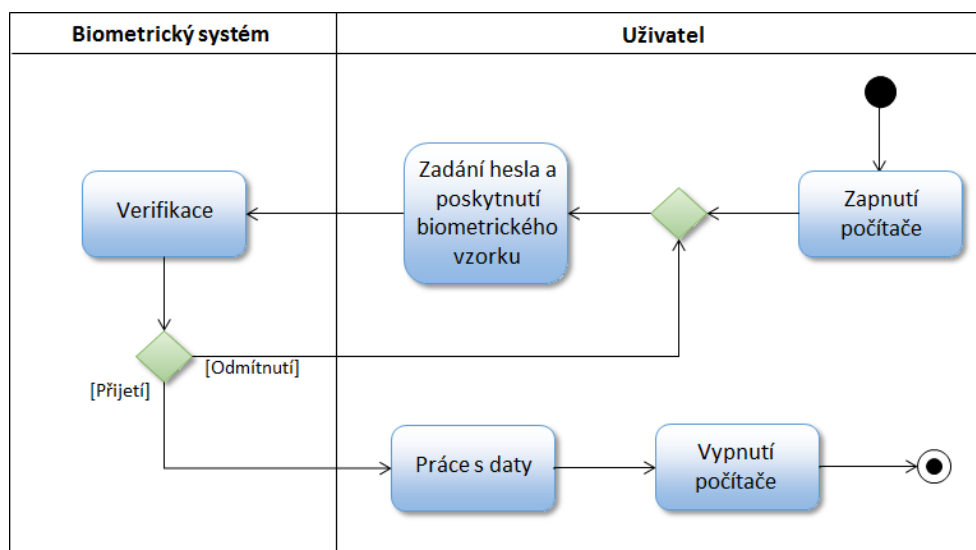 Biometrický systém
Uživatel
Zadání hesla a
poskytnutí
biometrického
vzorku
Verifikace
Zapnutí
počítače
[Odmítnutí]
[Přijetí]
Práce s daty
Vypnutí
počítače